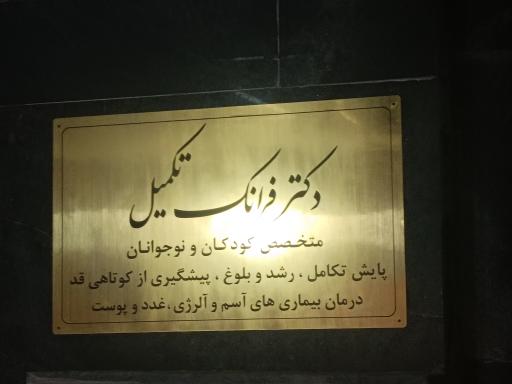 دکتر فرانک تکمیل
متخصص کودکان و نوجوانان
پایش تکامل ، رشد و بلوغ ، پیشگیری از کوتاهی قد
درمان بیماری های آسم و آلرژی ،غدد و پوست